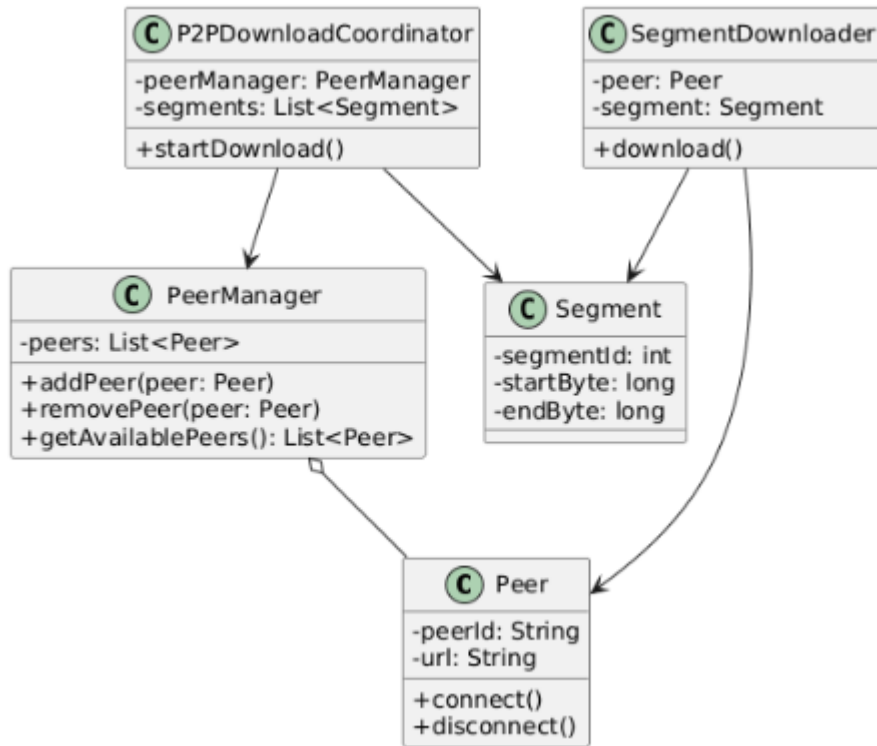 C P2PDownloadCoordinator
-peerManager: PeerManager
-segments: List<Segment>
+startDownload()
C SegmentDownloader
-peer: Peer
-segment: Segment
+download()
C PeerManager
-peers: List<Peer>
+addPeer(peer: Peer)
+removePeer(peer: Peer)
+getAvailablePeers(): List<Peer>
C Segment
-segmentId: int
-startByte: long
-endByte: long
C Peer
-peerId: String
-url: String
+connect()
+disconnect()